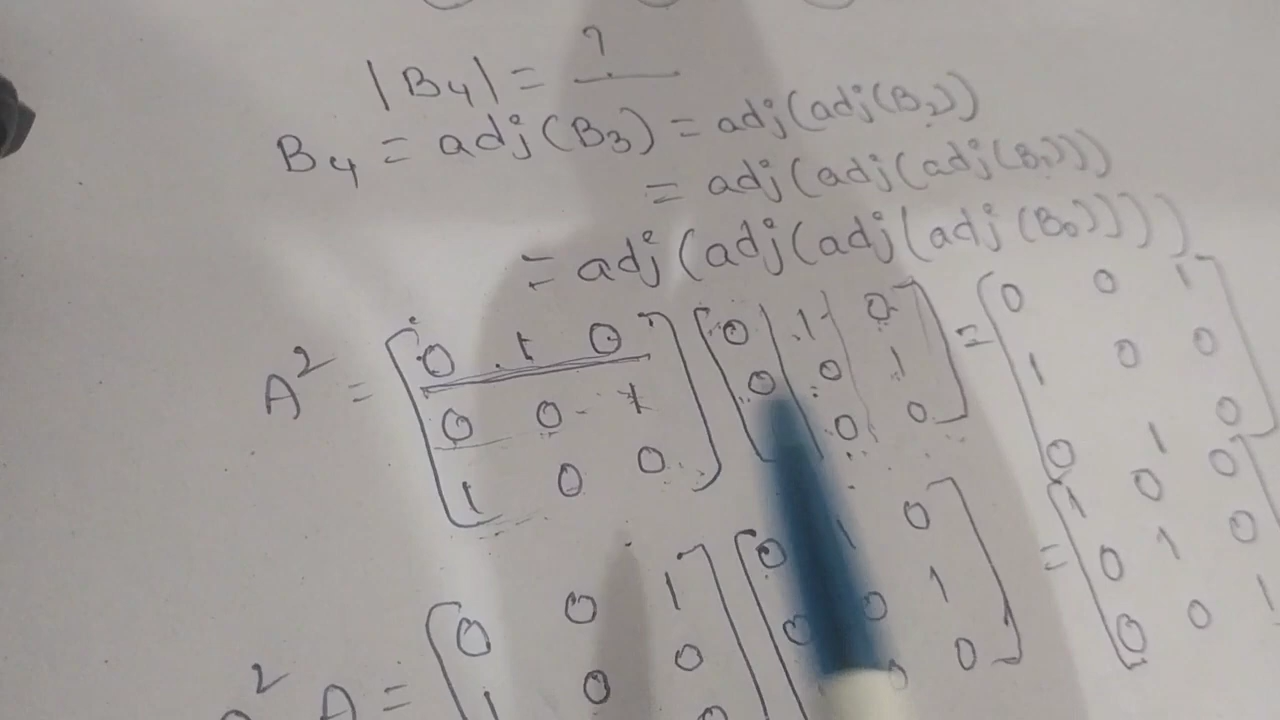 |B₄| = ?
B₄ = adj(B₃) = adj(adj(B₂))
= adj(adj(adj(B₁)))
= adj(adj(adj(adj(B₀))))
A² = [0 1 0] [0 1 0] = [0 0 1]
[0 0 1] [0 0 1] [1 0 0]
[1 0 0] [0 0] [0 1 0]
A = [0 0 1] [0 1 0] = [1 0 0]
[1 0 0] [0 0 1] [0 1 0]
[0] [0 0] [0 0 1]